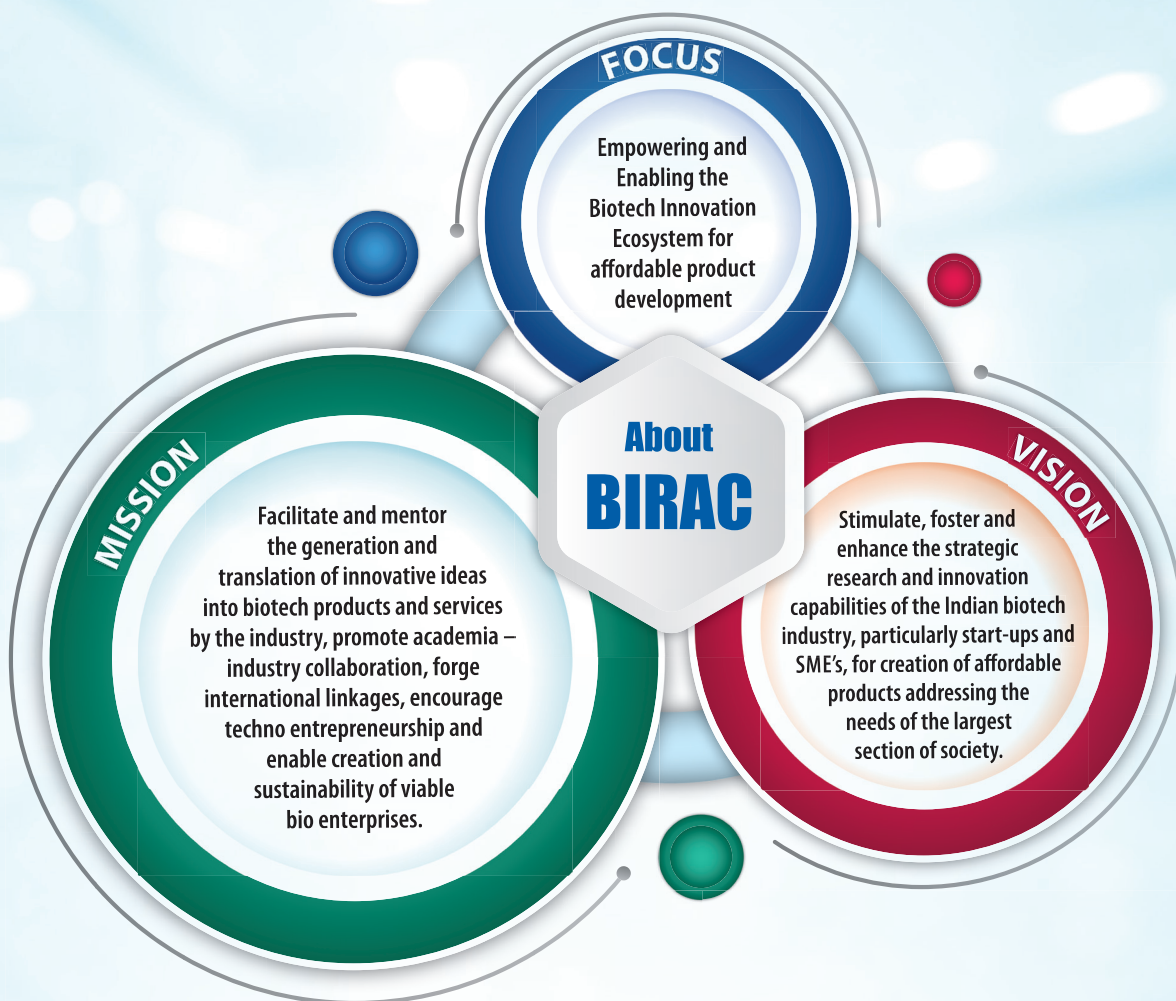 FOCUS
Empowering and
Enabling the
Biotech Innovation
Ecosystem for
affordable product
development
About
BIRAC
MISSION
Facilitate and mentor
the generation and
translation of innovative ideas
into biotech products and services
by the industry, promote academia –
industry collaboration, forge
international linkages, encourage
techno entrepreneurship and
enable creation and
sustainability of viable
bio enterprises.
VISION
Stimulate, foster and
enhance the strategic
research and innovation
capabilities of the Indian biotech
industry, particularly start-ups and
SME's, for creation of affordable
products addressing the
needs of the largest
section of society.